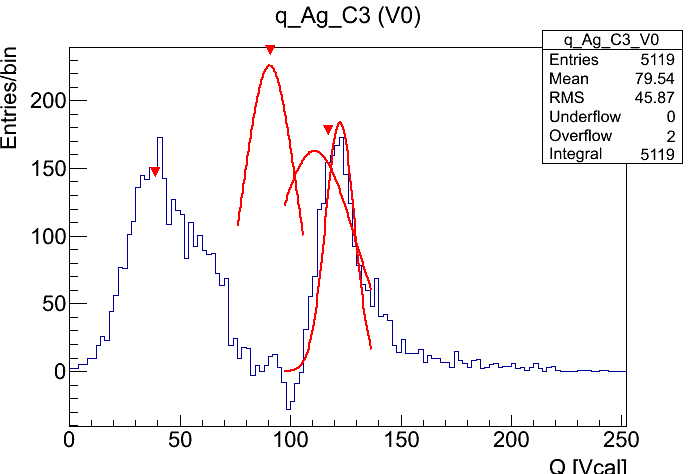 q_Ag_C3 (V0)
q_Ag_C3_V0
Entries 5119
Mean 79.54
RMS 45.87
Underflow 0
Overflow 2
Integral 5119
Entries/bin
200
150
100
50
0
0 50 100 150 200 250
Q [Vcal]